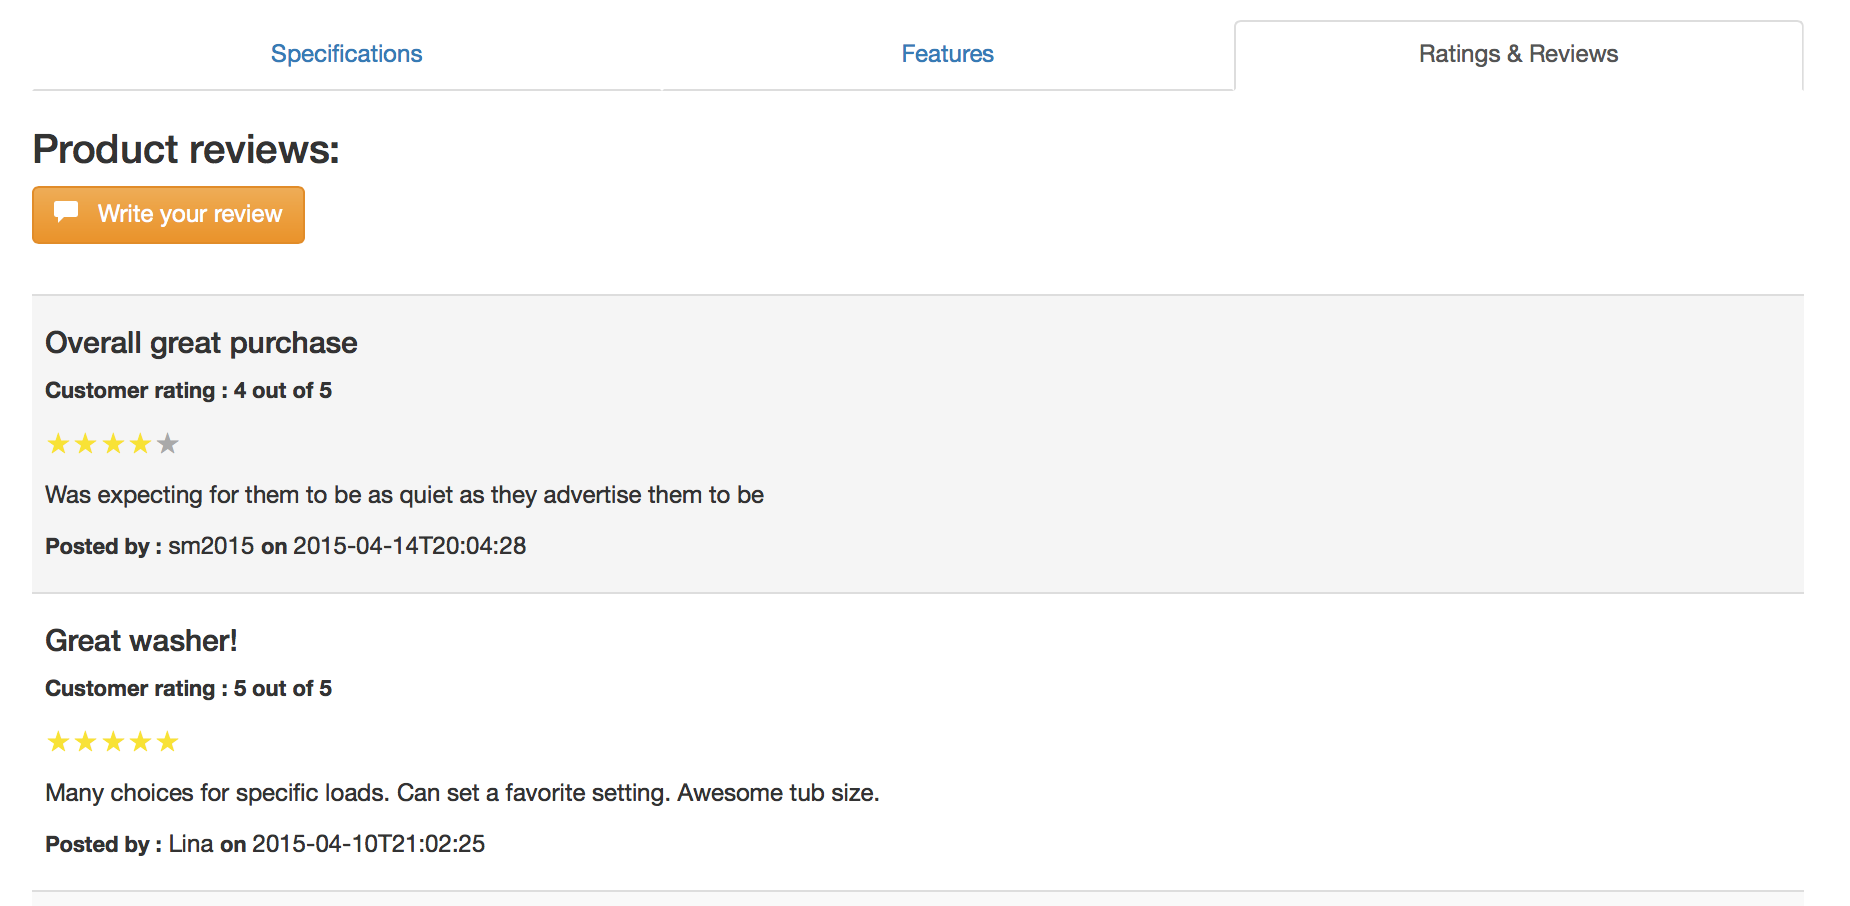 Specifications
Features
Ratings & Reviews
Product reviews:
Write your review
Overall great purchase
Customer rating : 4 out of 5
Was expecting for them to be as quiet as they advertise them to be
Posted by : sm2015 on 2015-04-14T20:04:28
Great washer!
Customer rating : 5 out of 5
Many choices for specific loads. Can set a favorite setting. Awesome tub size.
Posted by : Lina on 2015-04-10T21:02:25